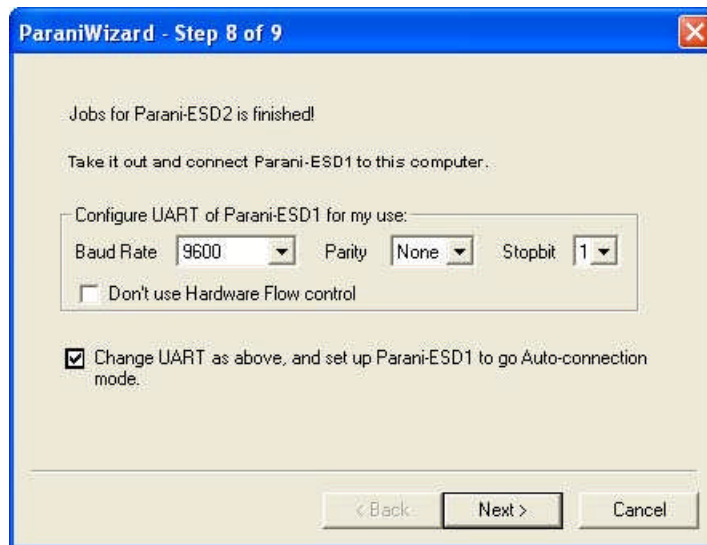 ParaniWizard - Step 8 of 9
Jobs for Parani-ESD2 is finished!
Take it out and connect Parani-ESD1 to this computer.
Configure UART of Parani-ESD1 for my use:
Baud Rate 9600 Parity None Stopbit 1
Don't use Hardware Flow control
Change UART as above, and set up Parani-ESD1 to go Auto-connection
mode.
< Back Next > Cancel